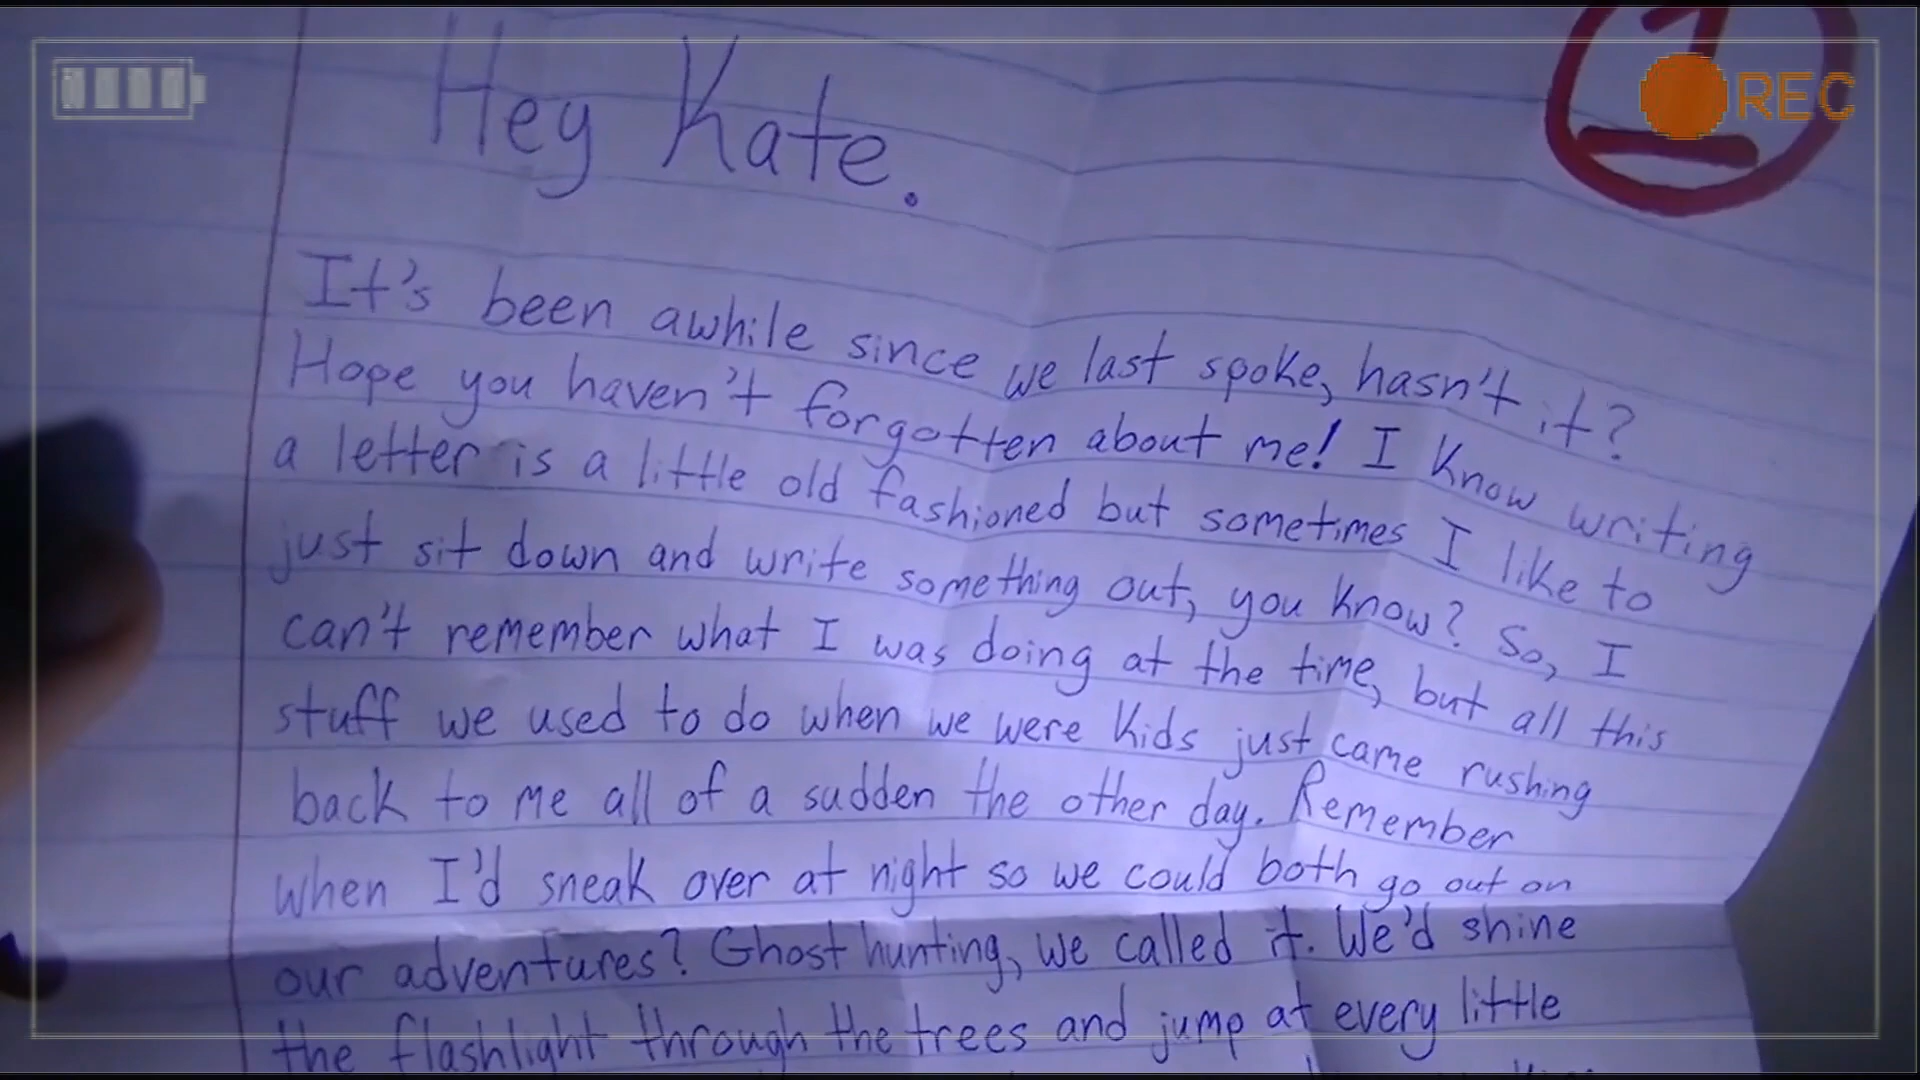 1
REC
Hey Kate.
It's been awhile since we last spoke, hasn't it?
Hope you haven't forgotten about me! I know writing
a letter is a little old fashioned but sometimes I like to
just sit down and write something out, you know? So, I
can't remember what I was doing at the time, but all this
stuff we used to do when we were kids just came rushing
back to me all of a sudden the other day. Remember
when I'd sneak over at night so we could both go out on
our adventures? Ghost hunting, we called it. We'd shine
the flashlight through the trees and jump at every little